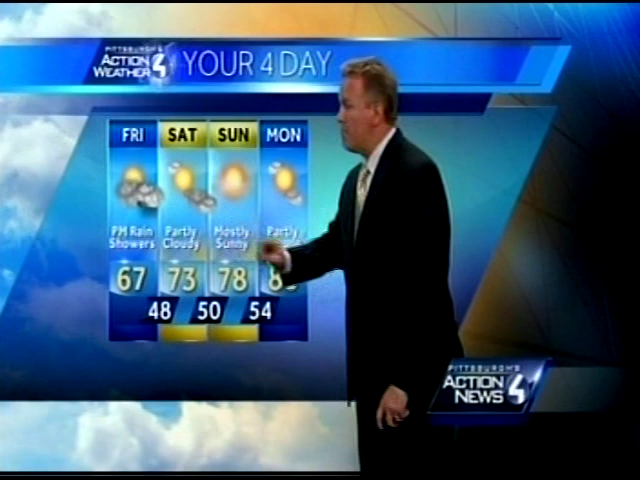 PITTSBURGH'S
ACTION 4
WEATHER
YOUR 4 DAY
FRI SAT SUN MON
PM Rain Partly Mostly Partly
Showers Cloudy Sunny
67 73 78
48 50 54
PITTSBURGH'S
ACTION 4
NEWS